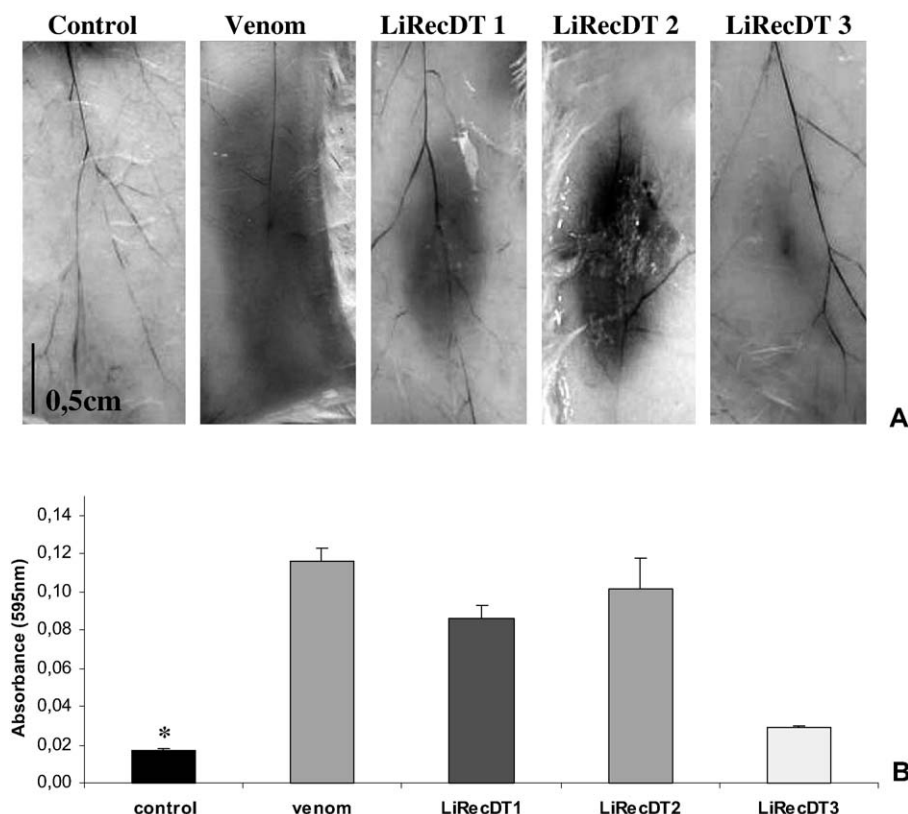 Control Venom LiRecDT 1 LiRecDT 2 LiRecDT 3
0,5cm
A
0,14
0,12
0,10
0,08
0,06
0,04
0,02
0,00
Absorbance (595nm)
*
B
control venom LiRecDT1 LiRecDT2 LiRecDT3